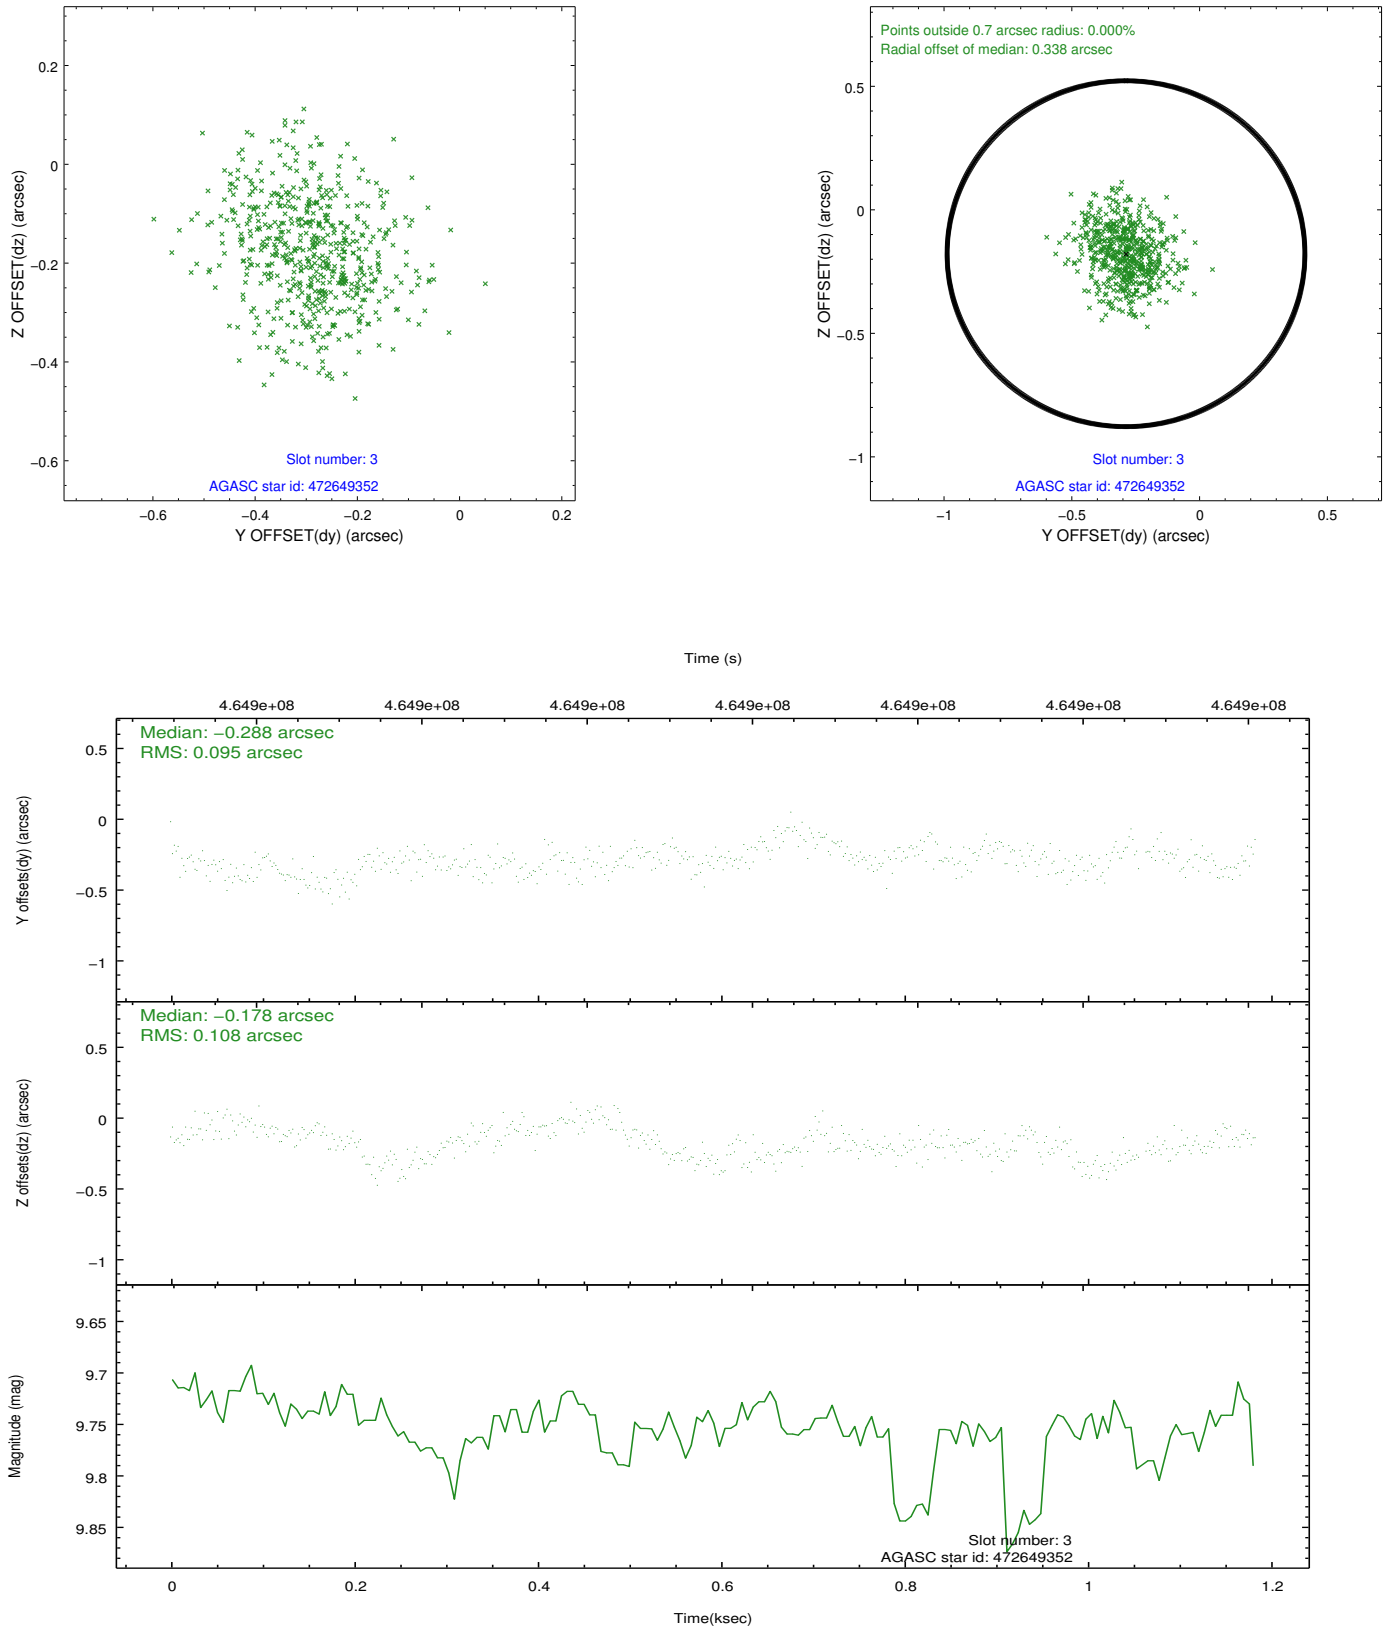 0.2
0
−0.2
−0.4
−0.6
Z OFFSET(dz) (arcsec)
Slot number: 3
AGASC star id: 472649352
−0.6
−0.4
−0.2
0
0.2
Y OFFSET(dy) (arcsec)
Points outside 0.7 arcsec radius: 0.000%
Radial offset of median: 0.338 arcsec
0.5
0
−0.5
−1
Z OFFSET(dz) (arcsec)
Slot number: 3
AGASC star id: 472649352
−1
−0.5
0
0.5
Y OFFSET(dy) (arcsec)
Time (s)
4.649e+08
4.649e+08
4.649e+08
4.649e+08
4.649e+08
4.649e+08
4.649e+08
Median: −0.288 arcsec
RMS: 0.095 arcsec
0.5
0
−0.5
−1
Y offsets(dy) (arcsec)
Median: −0.178 arcsec
RMS: 0.108 arcsec
0.5
0
−0.5
−1
Z offsets(dz) (arcsec)
9.65
9.7
9.75
9.8
9.85
Magnitude (mag)
Slot number: 3
AGASC star id: 472649352
0
0.2
0.4
0.6
0.8
1
1.2
Time(ksec)